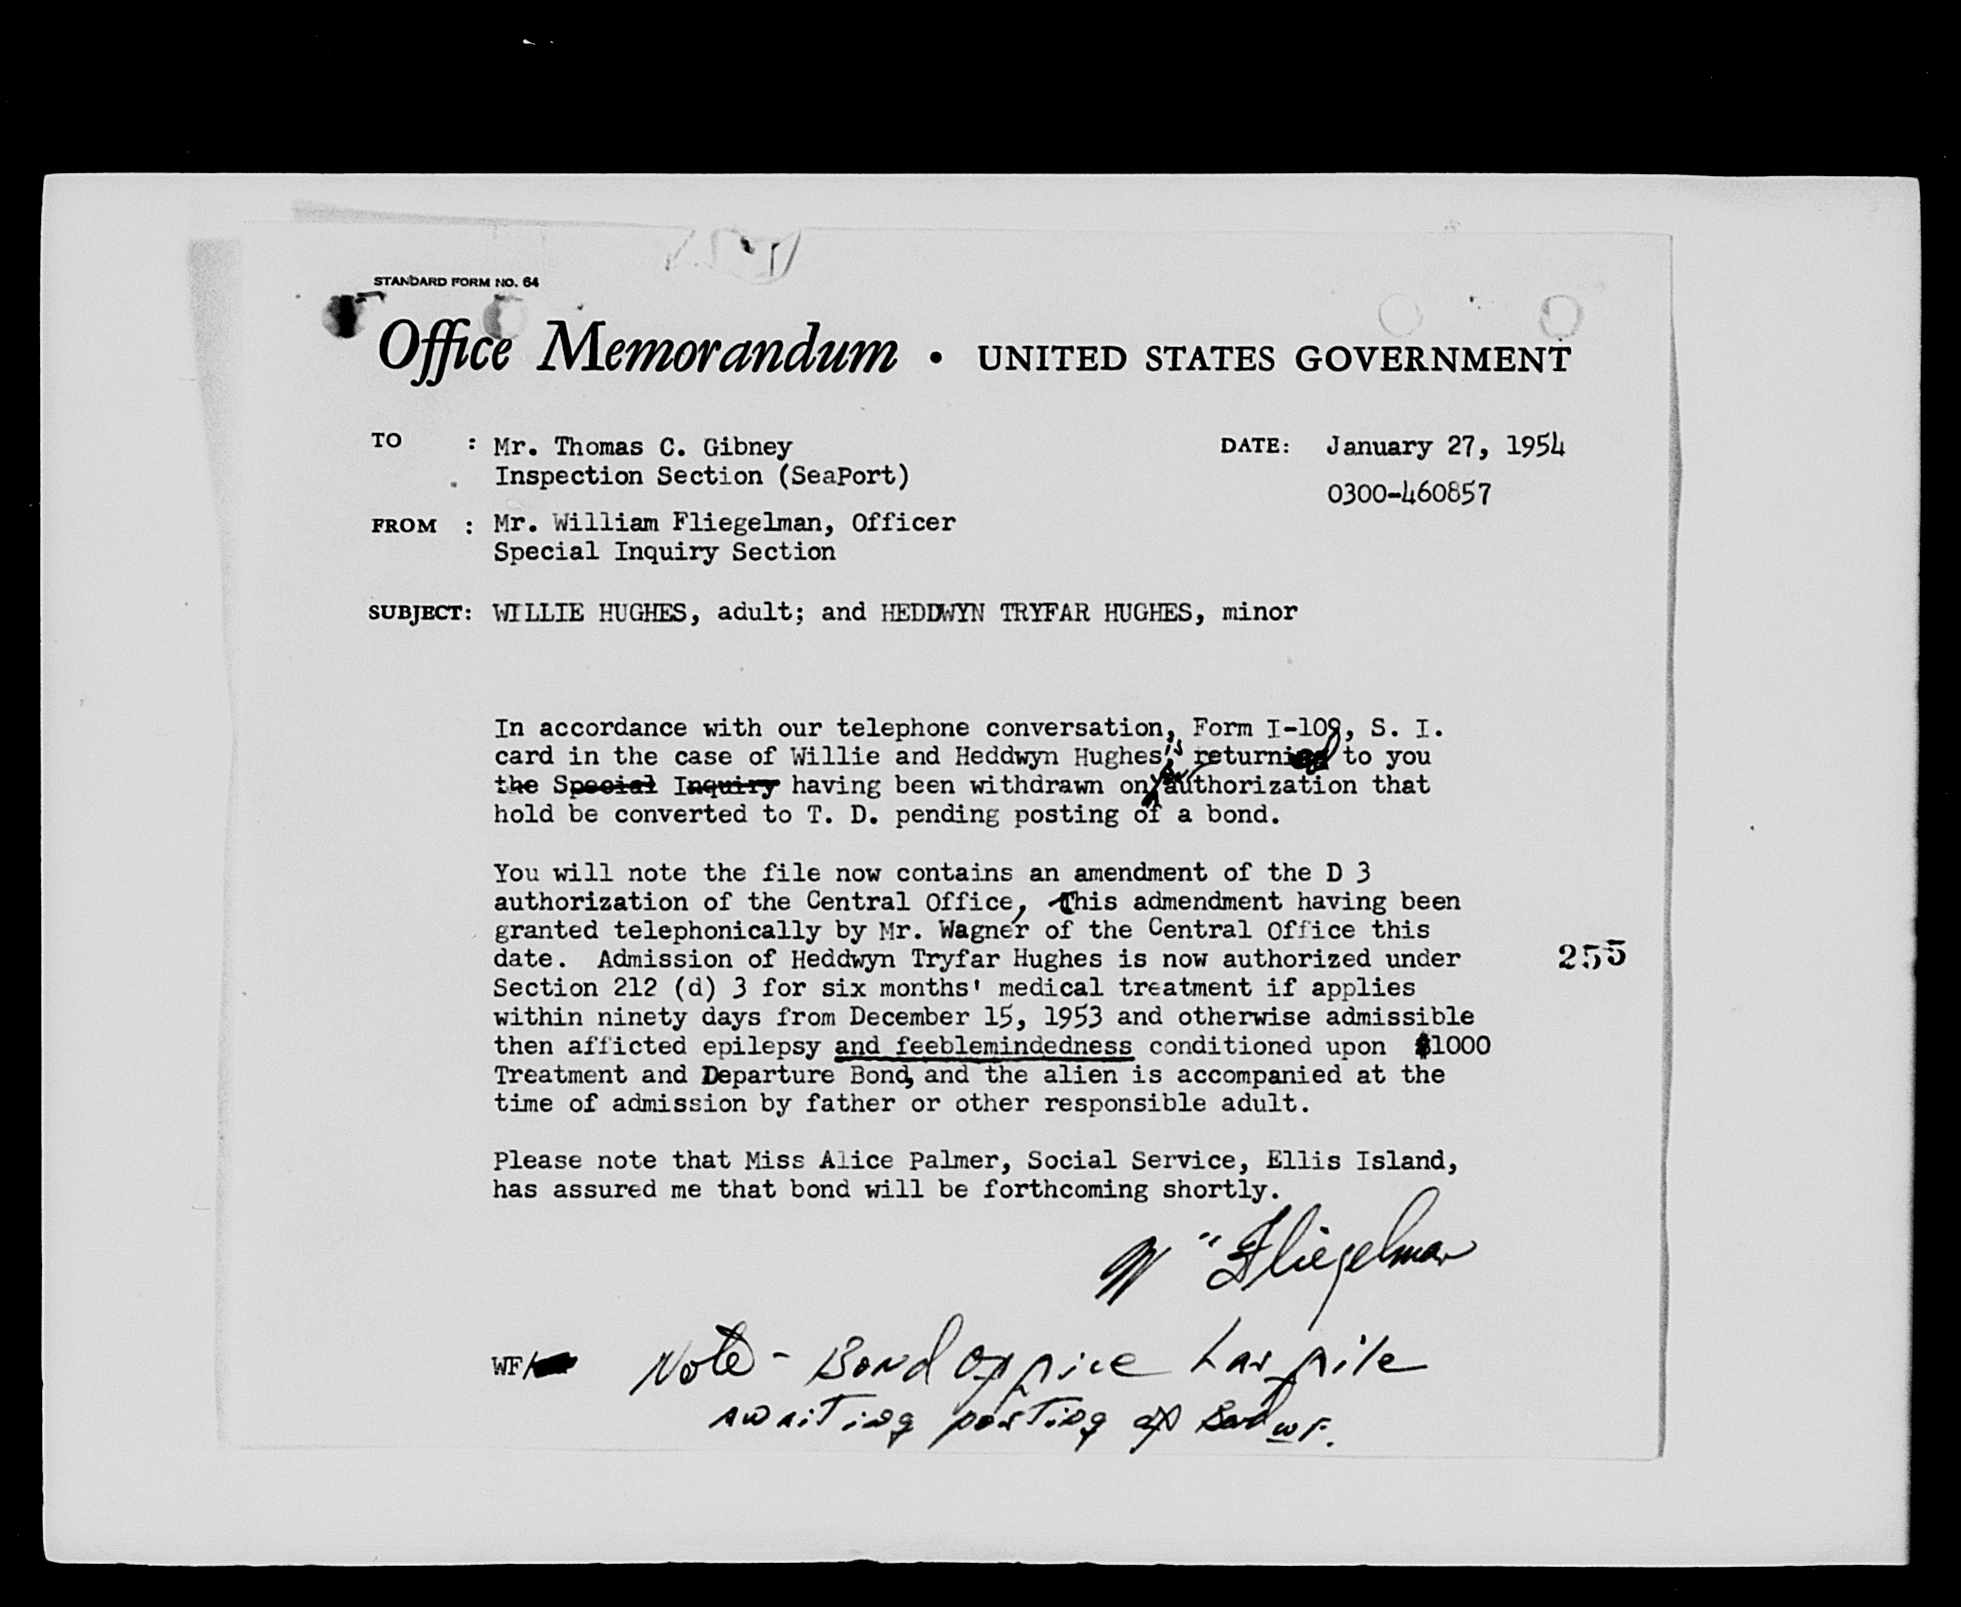 STANDARD FORM NO. 64
Office Memorandum • UNITED STATES GOVERNMENT
TO : Mr. Thomas C. Gibney DATE: January 27, 1954
Inspection Section (SeaPort)
0300-460857
FROM : Mr. William Fliegelman, Officer
Special Inquiry Section
SUBJECT: WILLIE HUGHES, adult; and HEDDWYN TRYFAR HUGHES, minor
In accordance with our telephone conversation, Form I-109, S. I.
card in the case of Willie and Heddwyn Hughes, is returned to you
the Special Inquiry having been withdrawn on authorization that
hold be converted to T. D. pending posting of a bond.
You will note the file now contains an amendment of the D 3
authorization of the Central Office, this admendment having been
granted telephonically by Mr. Wagner of the Central Office this
date. Admission of Heddwyn Tryfar Hughes is now authorized under
Section 212 (d) 3 for six months' medical treatment if applies
within ninety days from December 15, 1953 and otherwise admissible
then afficted epilepsy and feeblemindedness conditioned upon $1000
Treatment and Departure Bond, and the alien is accompanied at the
time of admission by father or other responsible adult.
255
Please note that Miss Alice Palmer, Social Service, Ellis Island,
has assured me that bond will be forthcoming shortly.
W Fliegelman
WF/
Note - Bond office has file
awaiting posting of Bond WF.